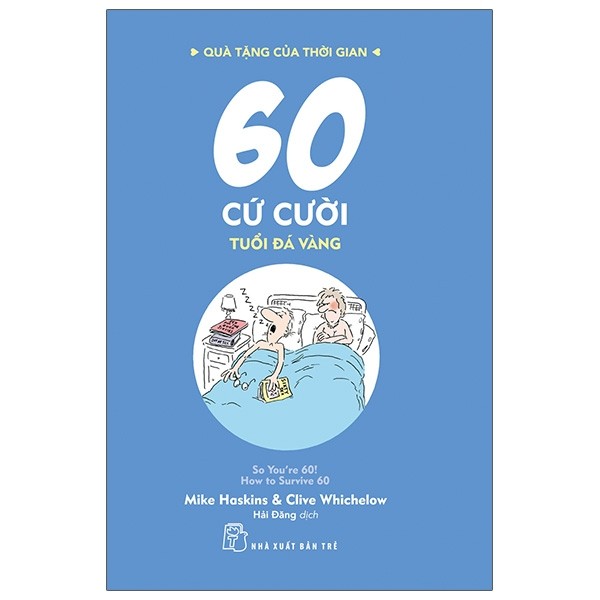 QUÀ TẶNG CỦA THỜI GIAN
60
CỨ CƯỜI
TUỔI ĐÁ VÀNG
Z Z Z Z Z Z
So You're 60!
How to Survive 60
Mike Haskins & Clive Whichelow
Hải Đăng dịch
NHÀ XUẤT BẢN TRẺ